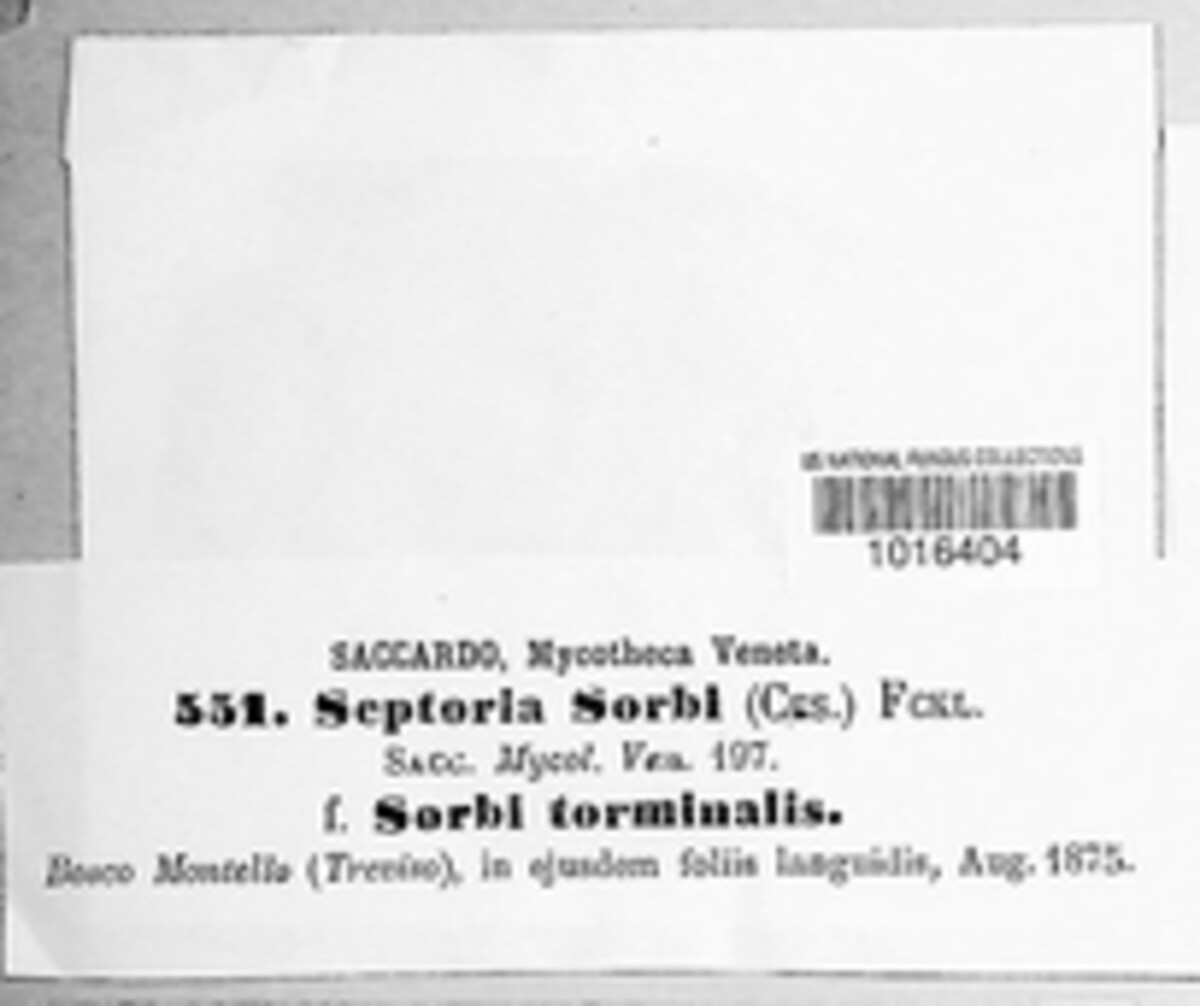 US NATIONAL FUNGUS COLLECTIONS
1016404
SACCARDO, Mycotheca Veneta.
551. Septoria Sorbi (Ces.) Fckl.
Sacc. Mycol. Ven. 197.
f. Sorbi torminalis.
Bosco Montello (Treviso), in ejusdem foliis languidis, Aug. 1875.